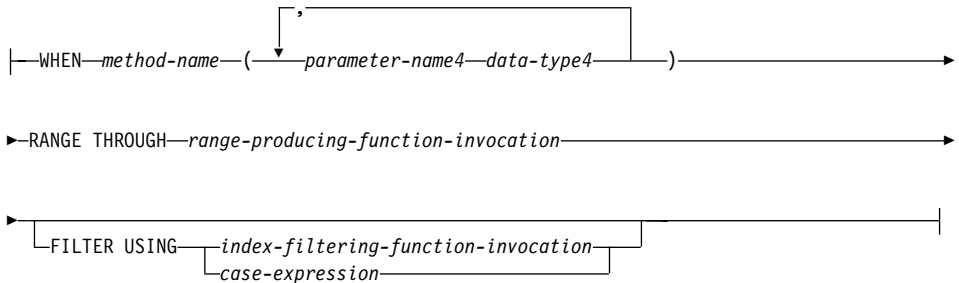 ,
WHEN method-name ( parameter-name4 data-type4 )
RANGE THROUGH range-producing-function-invocation
FILTER USING index-filtering-function-invocation
case-expression